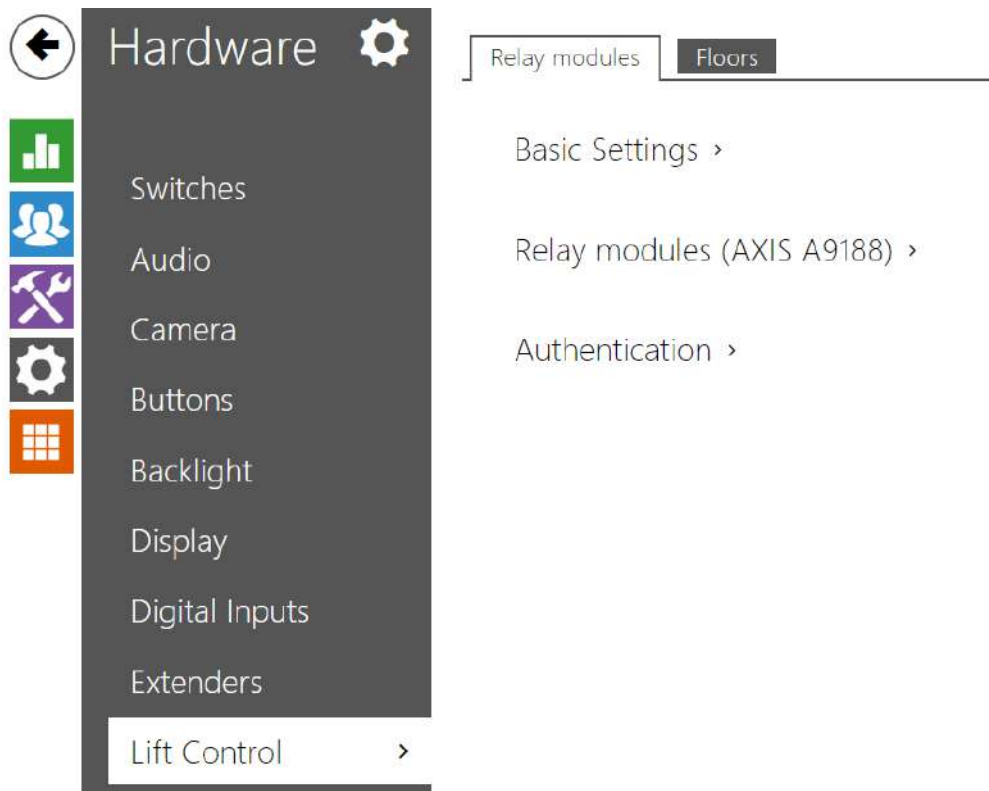 Hardware
Switches
Audio
Camera
Buttons
Backlight
Display
Digital Inputs
Extenders
Lift Control ›
Relay modules
Floors
Basic Settings ›
Relay modules (AXIS A9188) ›
Authentication ›